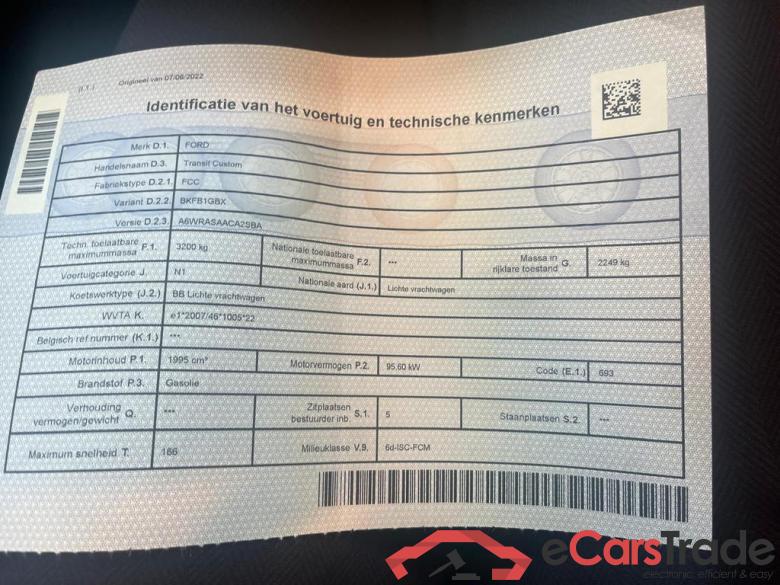 (I.1.) Origineel van 07/06/2022
Identificatie van het voertuig en technische kenmerken
Merk D.1. FORD
Handelsnaam D.3. Transit Custom
Fabriekstype D.2.1. FCC
Variant D.2.2. BKFB1GBX
Versie D.2.3. A6WRASAACA2SBA
Techn. toelaatbare maximummassa F.1. 3200 kg Nationale toelaatbare maximummassa F.2. --- Massa in rijklare toestand G. 2249 kg
Voertuigcategorie J. N1 Nationale aard (J.1.) Lichte vrachtwagen
Koetswerktype (J.2.) BB Lichte vrachtwagen
WVTA K. e1*2007/46*1005*22
Belgisch ref nummer (K.1.) ---
Motorinhoud P.1. 1995 cm³ Motorvermogen P.2. 95.60 kW Code (E.1.) 693
Brandstof P.3. Gasolie
Verhouding vermogen/gewicht Q. --- Zitplaatsen bestuurder inb. S.1. 5 Staanplaatsen S.2. ---
Maximum snelheid T. 166 Milieuklasse V.9. 6d-ISC-FCM
eCarsTrade
electronic, efficient & easy